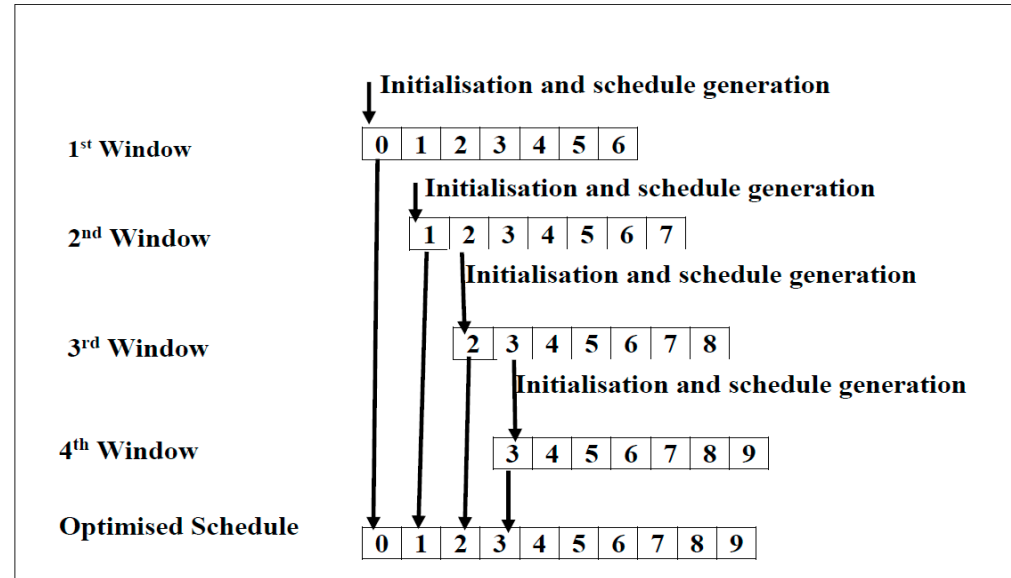 Initialisation and schedule generation
1st Window 0 1 2 3 4 5 6
Initialisation and schedule generation
2nd Window 1 2 3 4 5 6 7
Initialisation and schedule generation
3rd Window 2 3 4 5 6 7 8
Initialisation and schedule generation
4th Window 3 4 5 6 7 8 9
Optimised Schedule 0 1 2 3 4 5 6 7 8 9